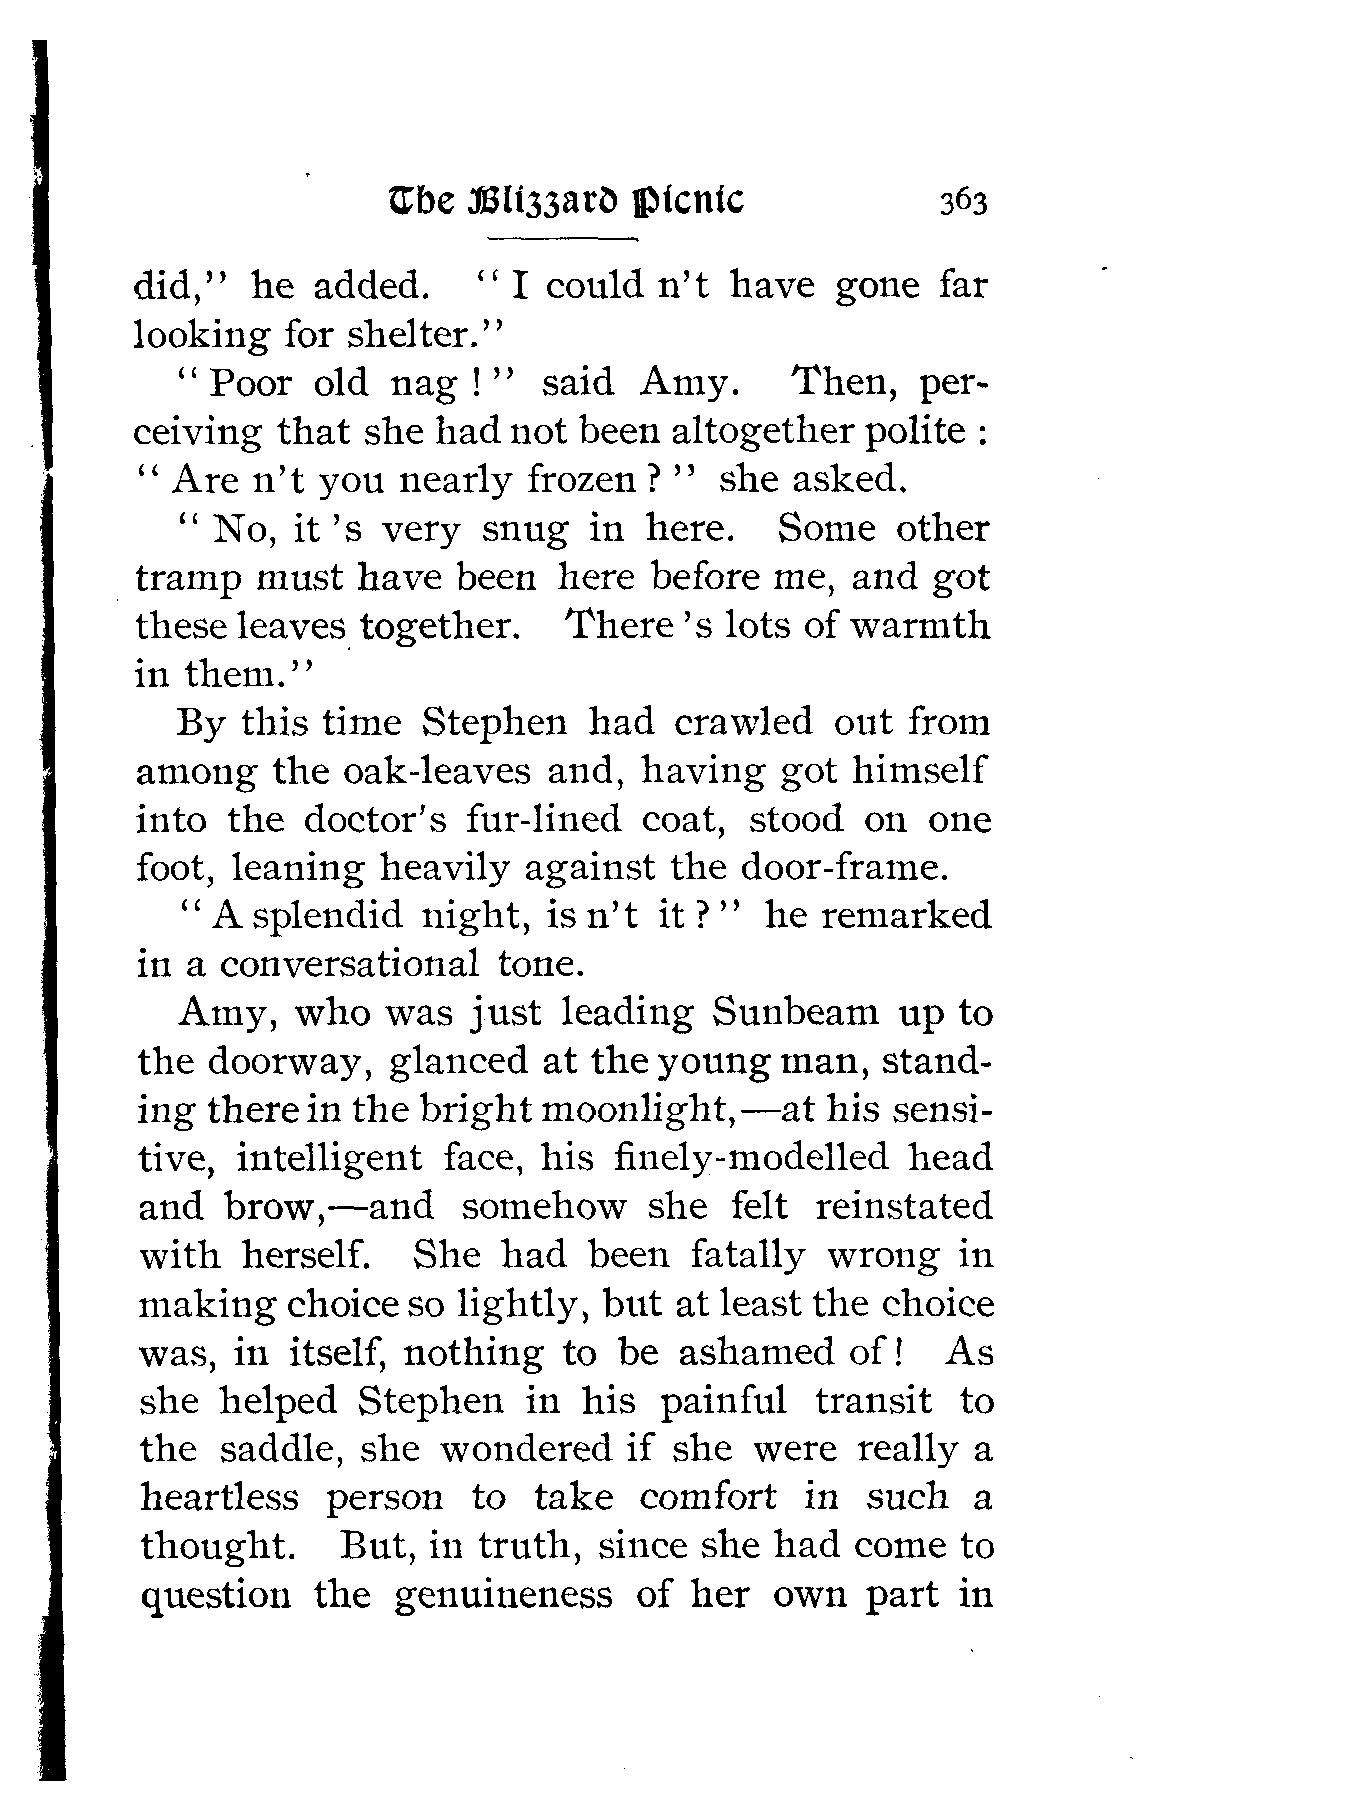 The Blizzard Picnic 363
did,” he added. “ I could n’t have gone far
looking for shelter.”
“ Poor old nag ! ” said Amy. Then, per-
ceiving that she had not been altogether polite :
“ Are n’t you nearly frozen ? ” she asked.
“ No, it ’s very snug in here. Some other
tramp must have been here before me, and got
these leaves together. There ’s lots of warmth
in them.”
By this time Stephen had crawled out from
among the oak-leaves and, having got himself
into the doctor’s fur-lined coat, stood on one
foot, leaning heavily against the door-frame.
“ A splendid night, is n’t it ? ” he remarked
in a conversational tone.
Amy, who was just leading Sunbeam up to
the doorway, glanced at the young man, stand-
ing there in the bright moonlight,—at his sensi-
tive, intelligent face, his finely-modelled head
and brow,—and somehow she felt reinstated
with herself. She had been fatally wrong in
making choice so lightly, but at least the choice
was, in itself, nothing to be ashamed of ! As
she helped Stephen in his painful transit to
the saddle, she wondered if she were really a
heartless person to take comfort in such a
thought. But, in truth, since she had come to
question the genuineness of her own part in